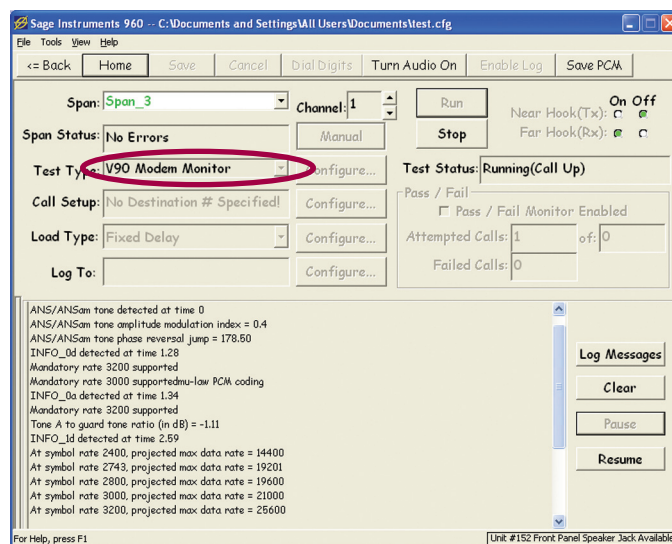 Sage Instruments 960 -- C:\Documents and Settings\All Users\Documents\test.cfg
File Tools View Help
<= Back Home Save Cancel Dial Digits Turn Audio On Enable Log Save PCM
Span: Span_3 Channel: 1 Run On Off
Near Hook(Tx):
Span Status: No Errors Manual Stop Far Hook(Rx):
Test Type: V90 Modem Monitor Configure... Test Status: Running(Call Up)
Call Setup: No Destination # Specified! Configure... Pass / Fail
Pass / Fail Monitor Enabled
Load Type: Fixed Delay Configure... Attempted Calls: 1 of: 0
Log To: Configure... Failed Calls: 0
ANS/ANSam tone detected at time 0
ANS/ANSam tone amplitude modulation index = 0.4
ANS/ANSam tone phase reversal jump = 178.50
INFO_0d detected at time 1.28
Mandatory rate 3200 supported
Mandatory rate 3000 supportedmu-law PCM coding
INFO_0a detected at time 1.34
Mandatory rate 3200 supported
Tone A to guard tone ratio (in dB) = -1.11
INFO_1d detected at time 2.59
At symbol rate 2400, projected max data rate = 14400
At symbol rate 2743, projected max data rate = 19201
At symbol rate 2800, projected max data rate = 19600
At symbol rate 3000, projected max data rate = 21000
At symbol rate 3200, projected max data rate = 25600
Log Messages
Clear
Pause
Resume
For Help, press F1 Unit #152 Front Panel Speaker Jack Available